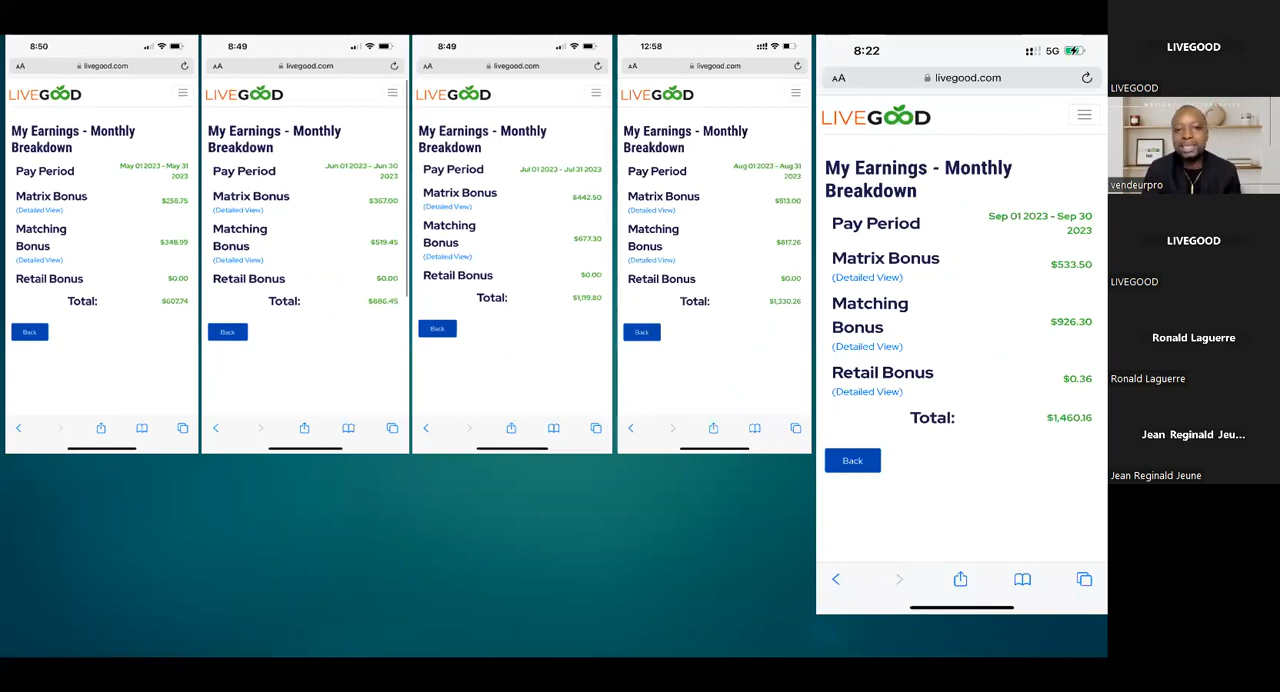 8:50
AA livegood.com
LIVEGOOD
My Earnings - Monthly
Breakdown
Pay Period
May 01 2023 - May 31
2023
Matrix Bonus
$258.75
(Detailed View)
Matching
Bonus
$348.99
(Detailed View)
Retail Bonus
$0.00
Total:
$607.74
Back
8:49
AA livegood.com
LIVEGOOD
My Earnings - Monthly
Breakdown
Pay Period
Jun 01 2023 - Jun 30
2023
Matrix Bonus
$367.00
(Detailed View)
Matching
Bonus
$519.45
(Detailed View)
Retail Bonus
$0.00
Total:
$886.45
Back
8:49
AA livegood.com
LIVEGOOD
My Earnings - Monthly
Breakdown
Pay Period
Jul 01 2023 - Jul 31 2023
Matrix Bonus
$442.50
(Detailed View)
Matching
Bonus
$677.30
(Detailed View)
Retail Bonus
$0.00
Total:
$1,119.80
Back
12:58
AA livegood.com
LIVEGOOD
My Earnings - Monthly
Breakdown
Pay Period
Aug 01 2023 - Aug 31
2023
Matrix Bonus
$513.00
(Detailed View)
Matching
Bonus
$817.26
(Detailed View)
Retail Bonus
$0.00
Total:
$1,330.26
Back
8:22
5G
AA livegood.com
LIVEGOOD
My Earnings - Monthly
Breakdown
Pay Period
Sep 01 2023 - Sep 30
2023
Matrix Bonus
$533.50
(Detailed View)
Matching
Bonus
$926.30
(Detailed View)
Retail Bonus
$0.36
(Detailed View)
Total:
$1,460.16
Back
LIVEGOOD
LIVEGOOD
vendeurpro
LIVEGOOD
LIVEGOOD
Ronald Laguerre
Ronald Laguerre
Jean Reginald Jeu...
Jean Reginald Jeune